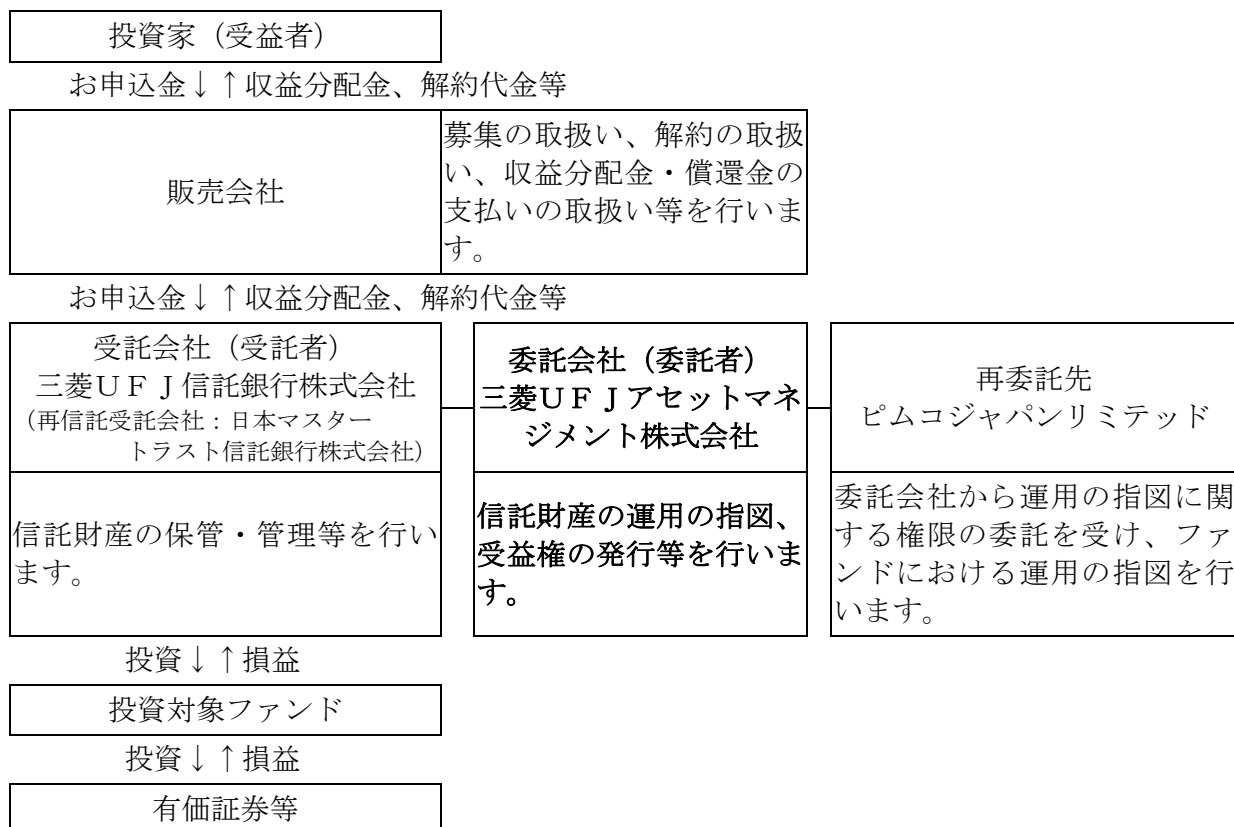 投資家（受益者）
お申込金↓↑収益分配金、解約代金等
販売会社
募集の取扱い、解約の取扱
い、収益分配金・償還金の
支払いの取扱い等を行いま
す。
お申込金↓↑収益分配金、解約代金等
受託会社（受託者）
三菱ＵＦＪ信託銀行株式会社
（再信託受託会社：日本マスター
トラスト信託銀行株式会社）
委託会社（委託者）
三菱ＵＦＪアセットマネ
ジメント株式会社
再委託先
ピムコジャパンリミテッド
信託財産の保管・管理等を行い
ます。
信託財産の運用の指図、
受益権の発行等を行いま
す。
委託会社から運用の指図に関
する権限の委託を受け、ファ
ンドにおける運用の指図を行
います。
投資↓↑損益
投資対象ファンド
投資↓↑損益
有価証券等